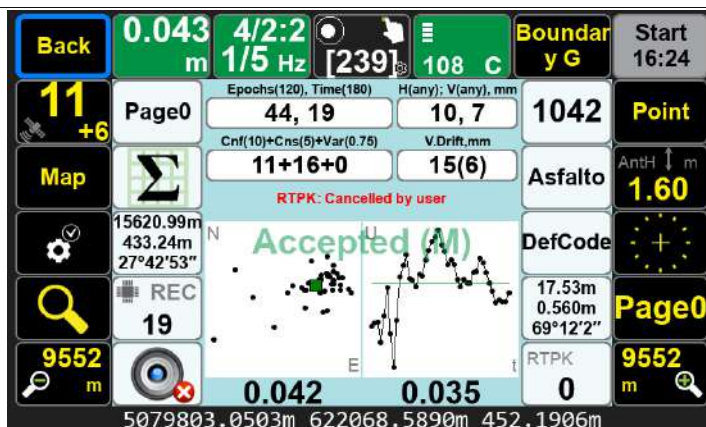 Back
0.043
m
4/2:2
1/5 Hz
[239]
108 C
Boundar
y G
Start
16:24
11
+6
Page0
Epochs(120), Time(180)
44, 19
H(any); V(any), mm
10, 7
1042
Point
Cnf(10)+Cns(5)+Var(0.75)
11+16+0
V.Drift,mm
15(6)
Map
Σ
RTPK: Cancelled by user
Asfalto
AntH m
1.60
15620.99m
433.24m
27°42'53"
N
Accepted (M)
U
DefCode
REC
19
E
t
17.53m
0.560m
69°12'2"
Page0
9552
m
0.042
0.035
RTPK
0
9552
m
5079803.0503m 622068.5890m 452.1906m